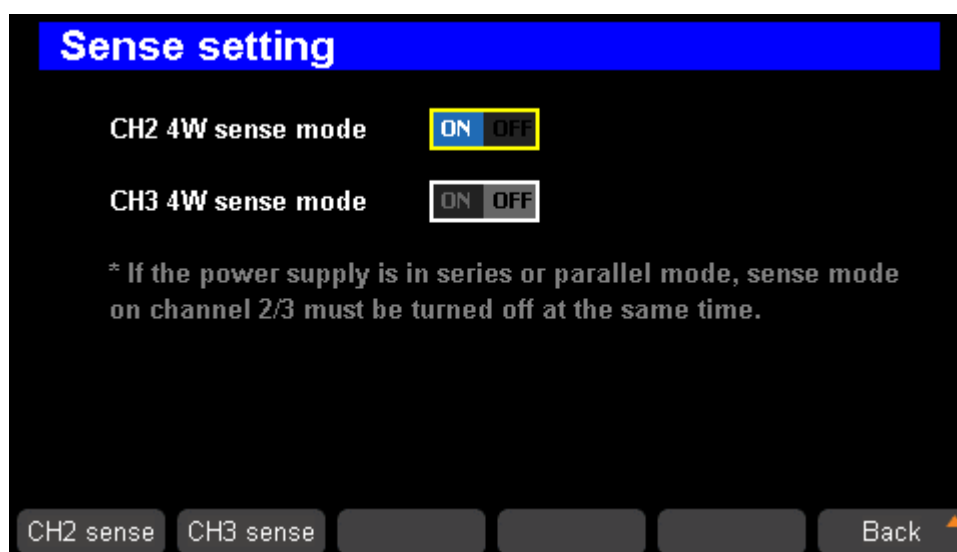 Sense setting
CH2 4W sense mode ON OFF
CH3 4W sense mode ON OFF
* If the power supply is in series or parallel mode, sense mode
on channel 2/3 must be turned off at the same time.
CH2 sense CH3 sense Back